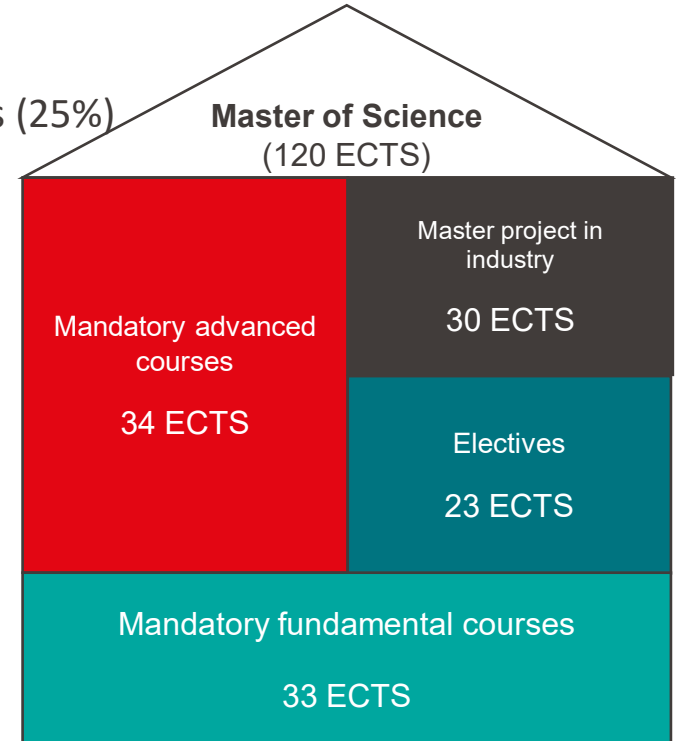 s (25%)
Master of Science
(120 ECTS)
Mandatory advanced
courses
34 ECTS
Master project in
industry
30 ECTS
Electives
23 ECTS
Mandatory fundamental courses
33 ECTS